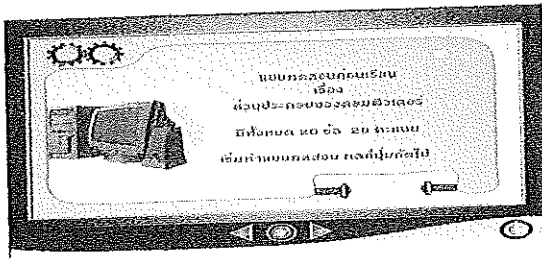 แบบทดสอบก่อนเรียน
เรื่อง
ส่วนประกอบของคอมพิวเตอร์
มีทั้งหมด 20 ข้อ 20 คะแนน
เริ่มทำแบบทดสอบ กดที่ปุ่มถัดไป